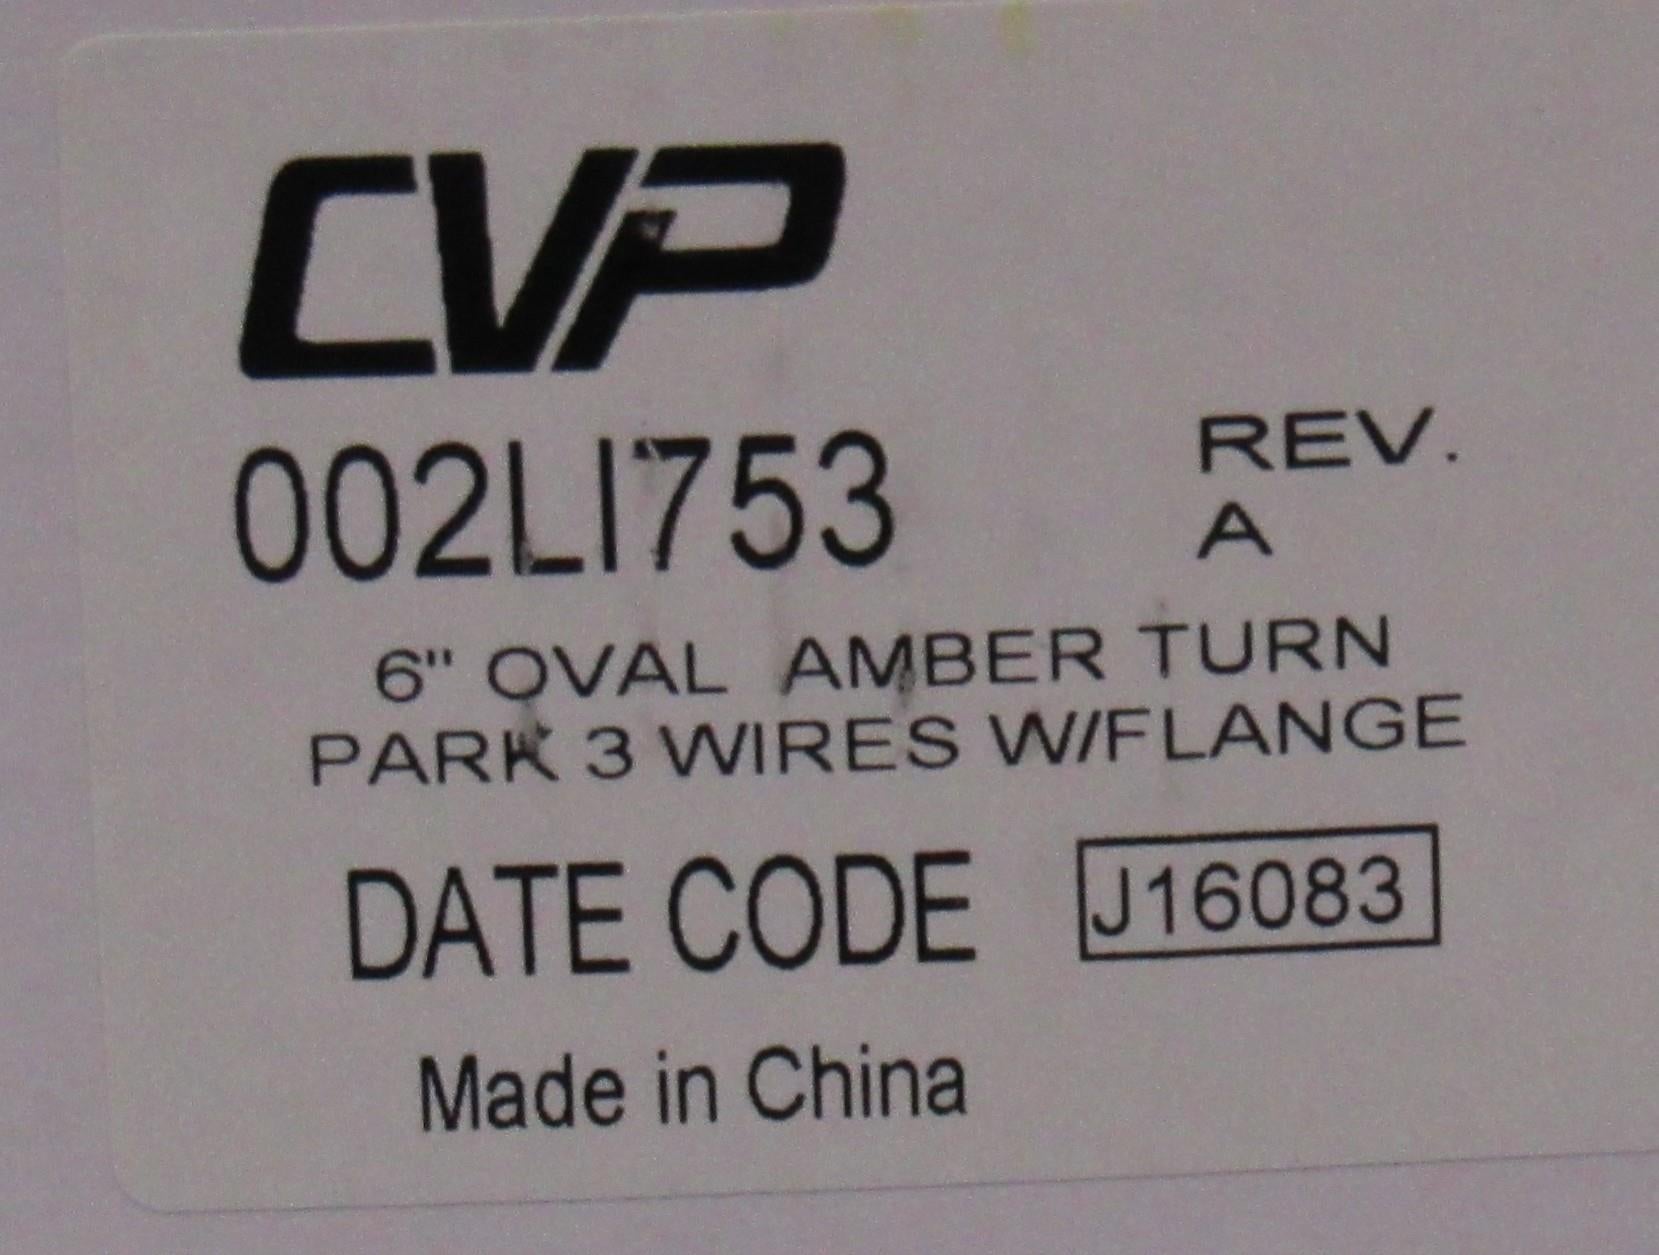 CVP
002LI753
REV.
A
6" OVAL AMBER TURN
PARK 3 WIRES W/FLANGE
DATE CODE J16083
Made in China